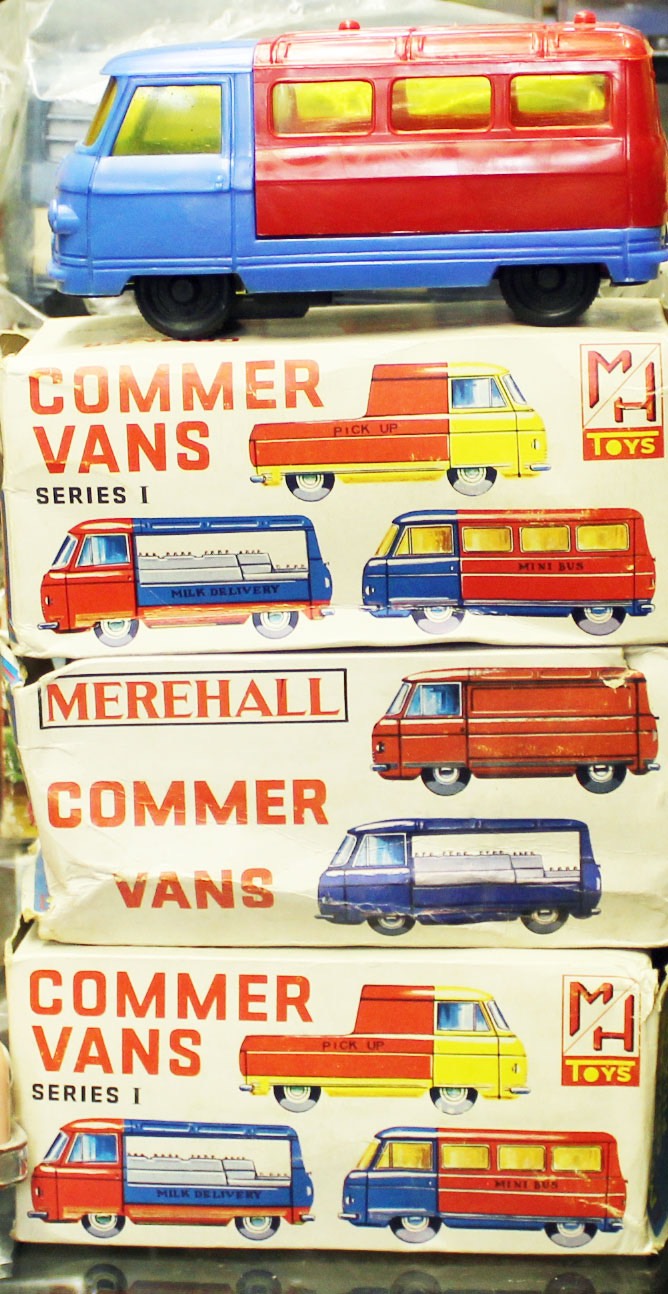 COMMER
VANS
SERIES I
PICK UP
MH
TOYS
MILK DELIVERY
MINI BUS
MEREHALL
COMMER
VANS
COMMER
VANS
SERIES I
PICK UP
MH
TOYS
MILK DELIVERY
MINI BUS